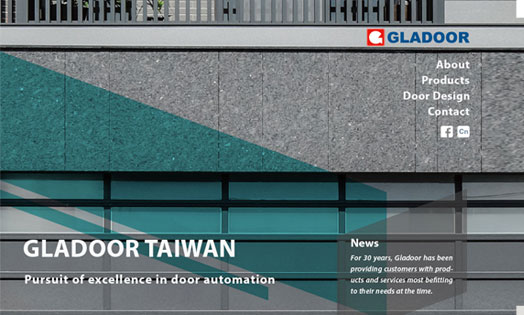 GLADOOR
About
Products
Door Design
Contact
Cn
GLADOOR TAIWAN
Pursuit of excellence in door automation
News
For 30 years, Gladoor has been
providing customers with prod-
ucts and services most befitting
to their needs at the time.